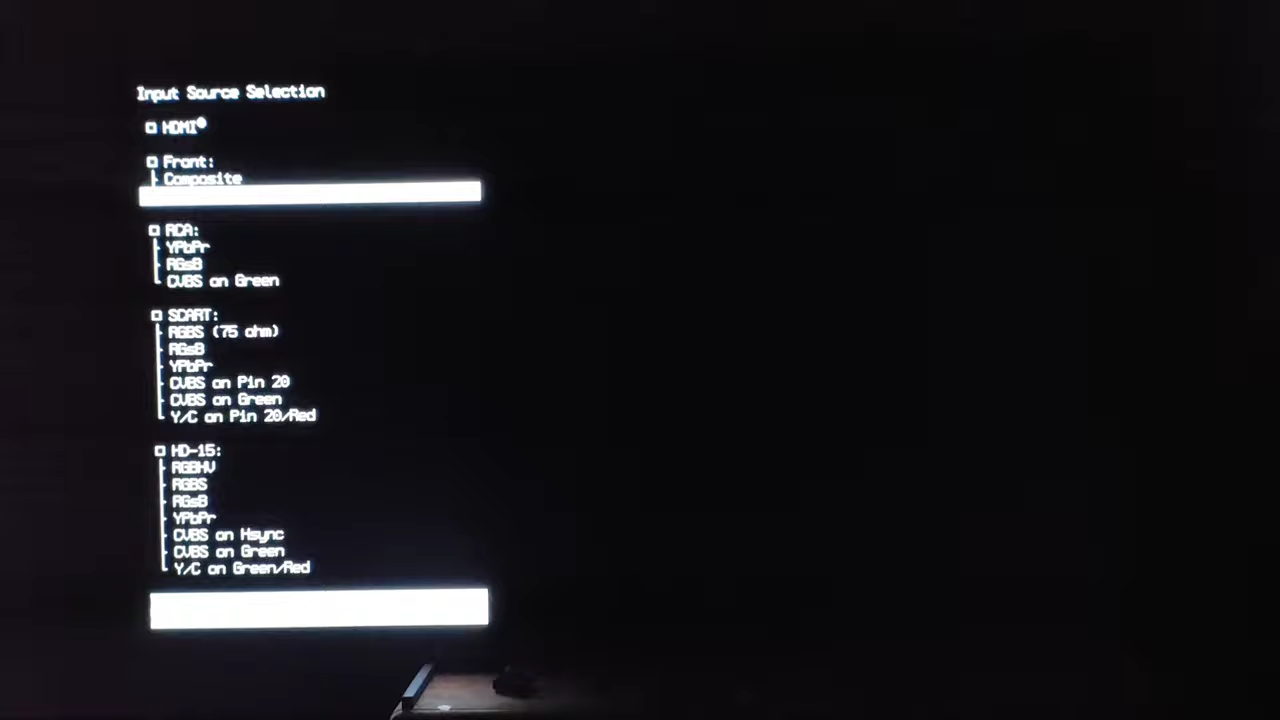 Input Source Selection
HDMI®
Front:
Composite
RCA:
YPbPr
RGsB
CVBS on Green
SCART:
RGBS (75 ohm)
RGsB
YPbPr
CVBS on Pin 20
CVBS on Green
Y/C on Pin 20/Red
HD-15:
RGBHV
RGBS
RGsB
YPbPr
CVBS on Hsync
CVBS on Green
Y/C on Green/Red